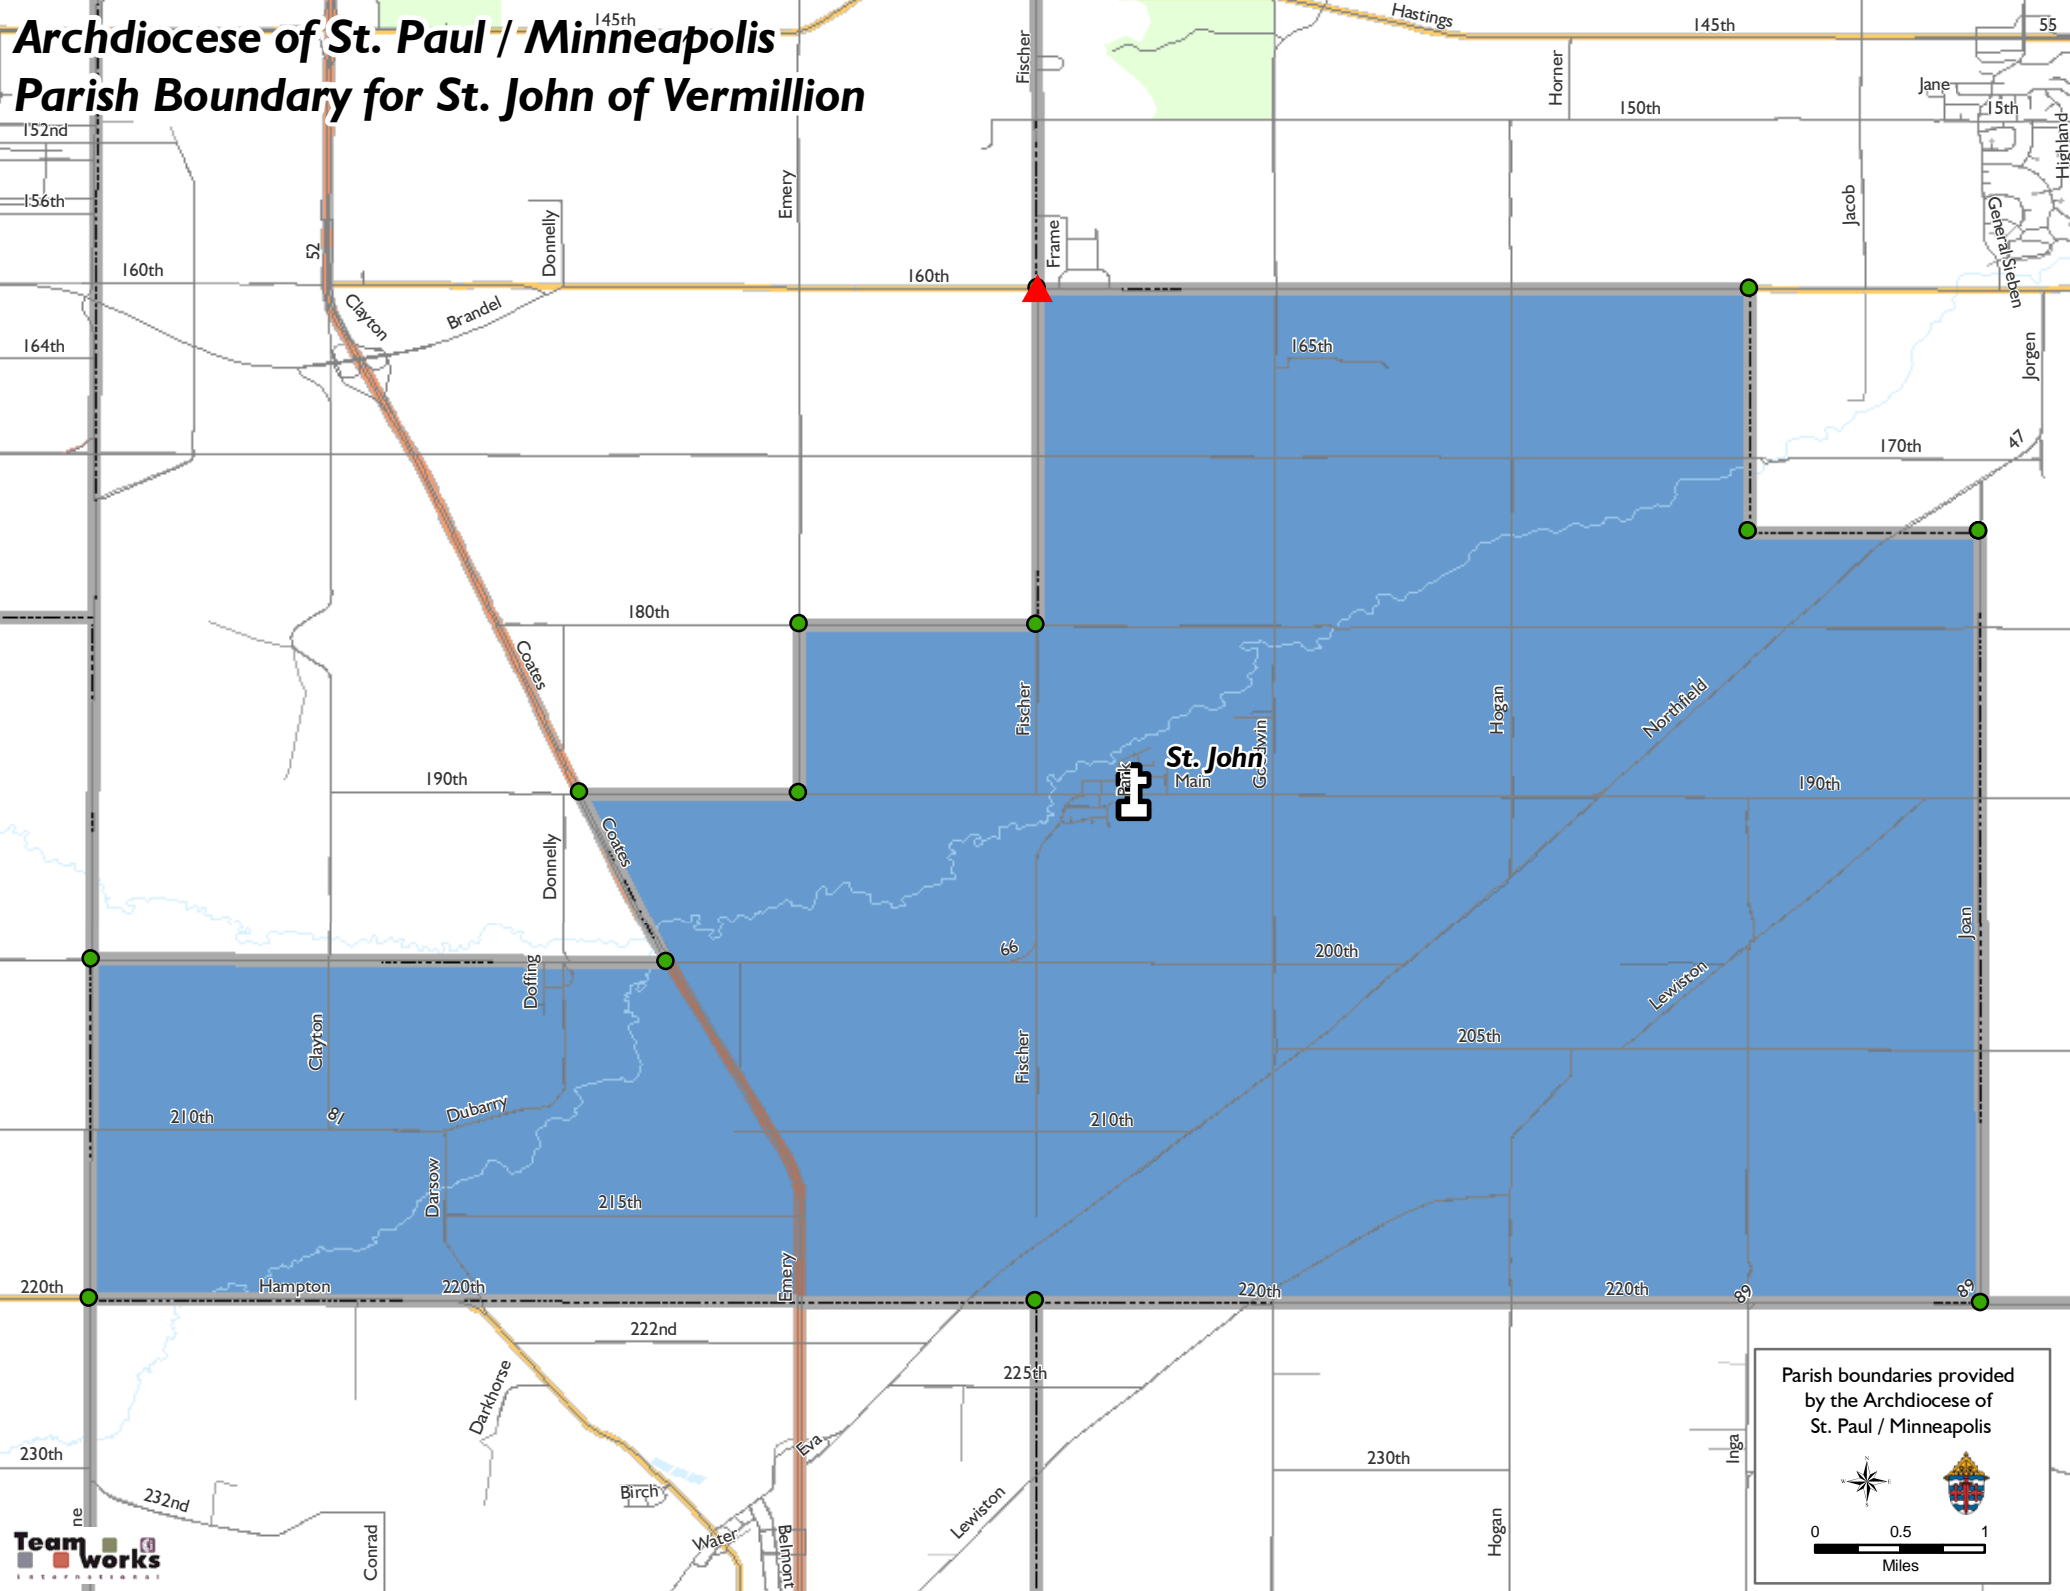 Archdiocese of St. Paul / Minneapolis
Parish Boundary for St. John of Vermillion
145th
Hastings
145th
55
Fischer
Horner
Jane
150th
15th
Highland
152nd
156th
Emery
Donnelly
Frame
Jacob
General Sieben
52
160th
160th
Clayton
Brandel
164th
165th
Jorgen
47
170th
180th
Coates
Fischer
Hogan
Northfield
St. John
Goodwin
Park
Main
190th
190th
Coates
Donnelly
Joan
66
200th
Doffing
Lewiston
Clayton
Fischer
205th
81
Dubarry
210th
210th
Darsow
215th
Emery
220th
Hampton
220th
220th
220th
89
89
222nd
225th
Darkhorse
Eva
230th
230th
Inga
232nd
Birch
Lewiston
Hogan
ne
Conrad
Water
Belmont
Parish boundaries provided
by the Archdiocese of
St. Paul / Minneapolis
N
W
E
S
0 0.5 1
Miles
Team
works
international